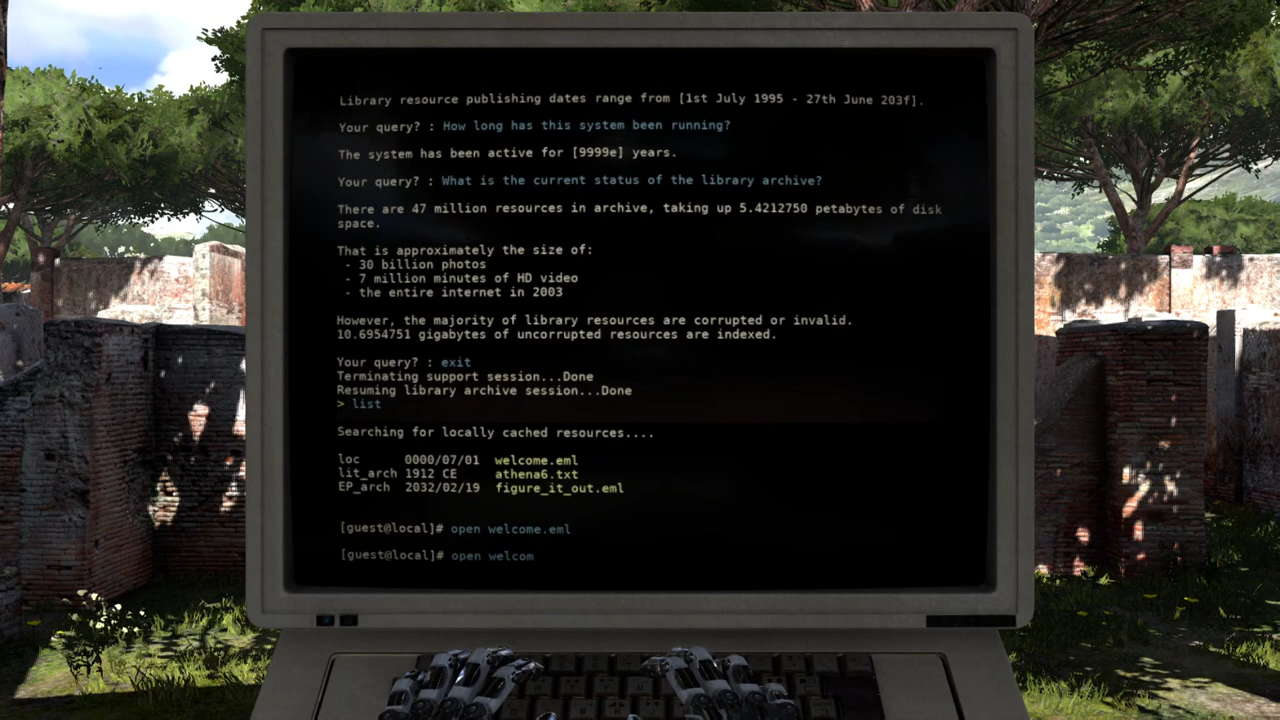 Library resource publishing dates range from [1st July 1995 - 27th June 203f].
Your query? : How long has this system been running?
The system has been active for [9999e] years.
Your query? : What is the current status of the library archive?
There are 47 million resources in archive, taking up 5.4212750 petabytes of disk
space.
That is approximately the size of:
- 30 billion photos
- 7 million minutes of HD video
- the entire internet in 2003
However, the majority of library resources are corrupted or invalid.
10.6954751 gigabytes of uncorrupted resources are indexed.
Your query? : exit
Terminating support session...Done
Resuming library archive session...Done
> list
Searching for locally cached resources....
loc 0000/07/01 welcome.eml
lit_arch 1912 CE athena6.txt
EP_arch 2032/02/19 figure_it_out.eml
[guest@local]# open welcome.eml
[guest@local]# open welcom